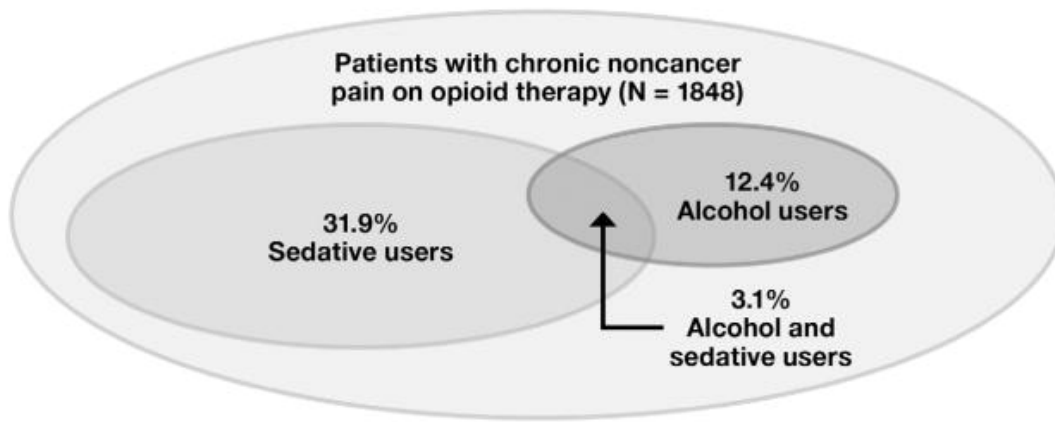 Patients with chronic noncancer
pain on opioid therapy (N = 1848)
31.9%
Sedative users
12.4%
Alcohol users
3.1%
Alcohol and
sedative users